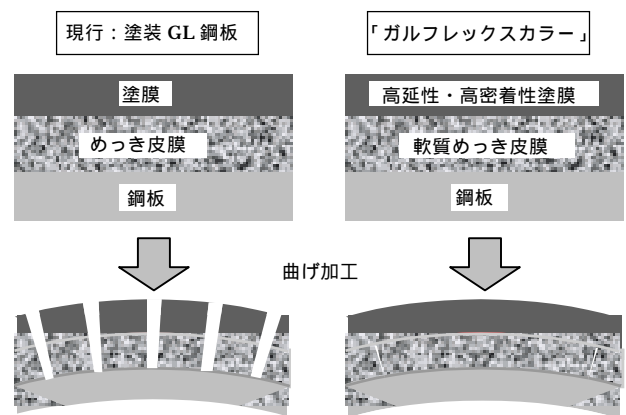 現行：塗装 GL 鋼板
「ガルフレックスカラー」
塗膜
高延性・高密着性塗膜
めっき皮膜
軟質めっき皮膜
鋼板
鋼板
曲げ加工